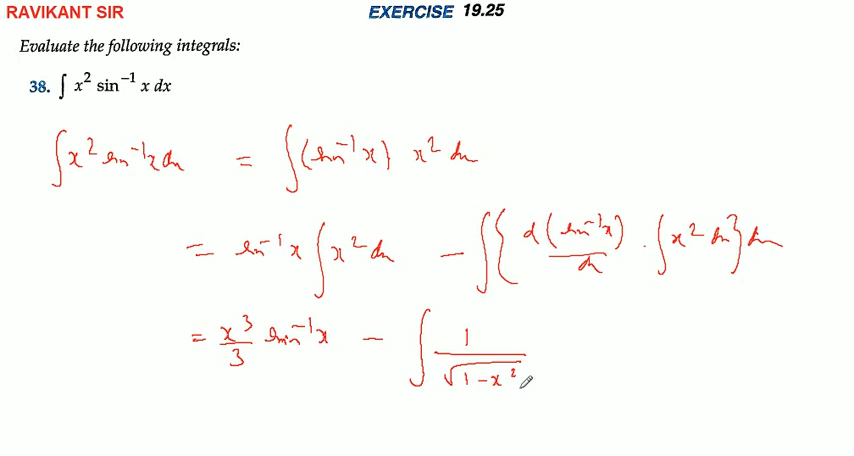 RAVIKANT SIR EXERCISE 19.25
Evaluate the following integrals:
38. ∫ x² sin⁻¹ x dx
∫x² sin⁻¹x dx = ∫(sin⁻¹x) x² dx
= sin⁻¹x ∫x² dx − ∫{d(sin⁻¹x)/dx . ∫x² dx} dx
= x³/3 sin⁻¹x − ∫ 1/√(1−x²)